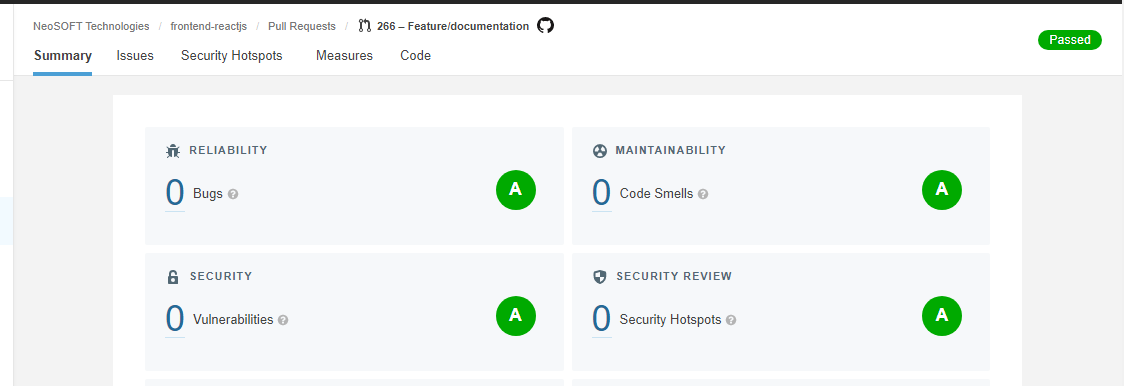 NeoSOFT Technologies / frontend-reactjs / Pull Requests / 266 – Feature/documentation
Passed
Summary Issues Security Hotspots Measures Code
RELIABILITY
0 Bugs ? A
MAINTAINABILITY
0 Code Smells ? A
SECURITY
0 Vulnerabilities ? A
SECURITY REVIEW
0 Security Hotspots ? A